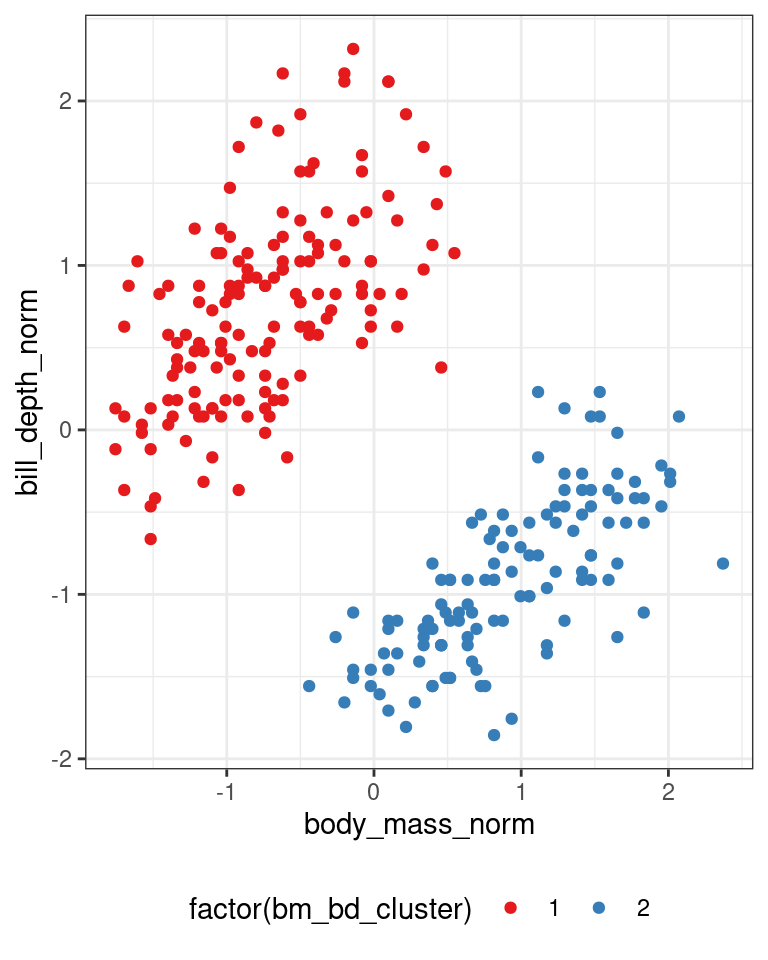 2
1
0
-1
-2
bill_depth_norm
-1 0 1 2
body_mass_norm
factor(bm_bd_cluster) 1 2